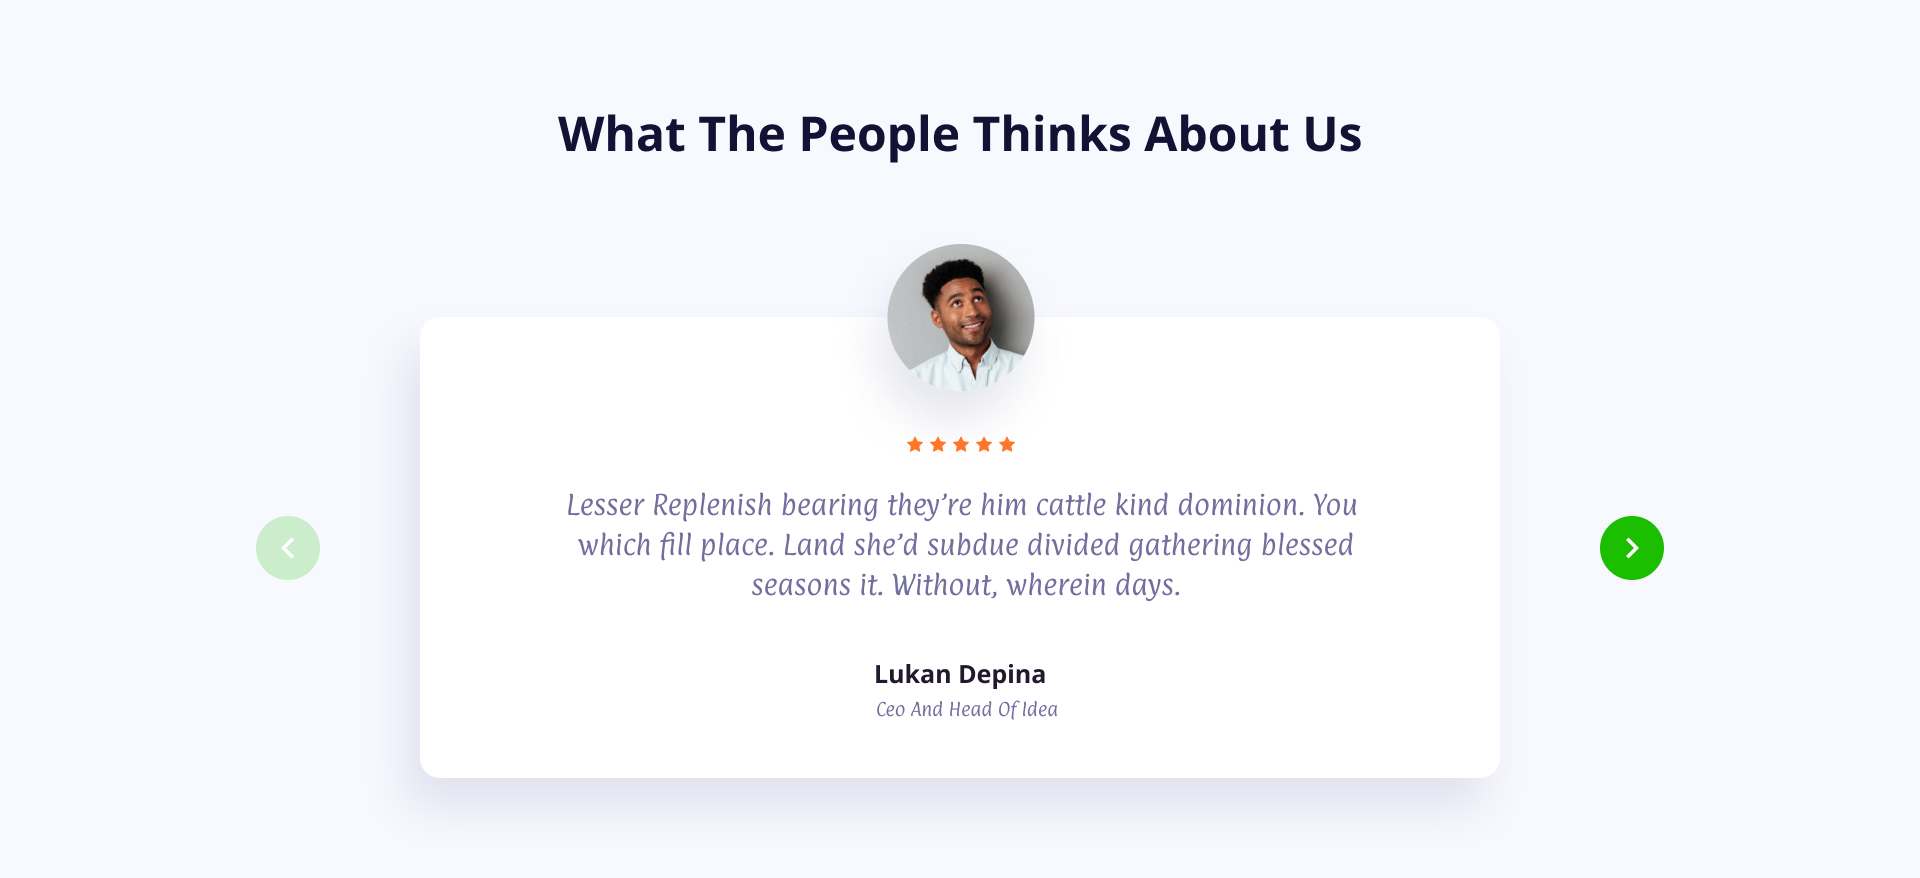 What The People Thinks About Us
Lesser Replenish bearing they’re him cattle kind dominion. You
which fill place. Land she’d subdue divided gathering blessed
seasons it. Without, wherein days.
Lukan Depina
Ceo And Head Of Idea